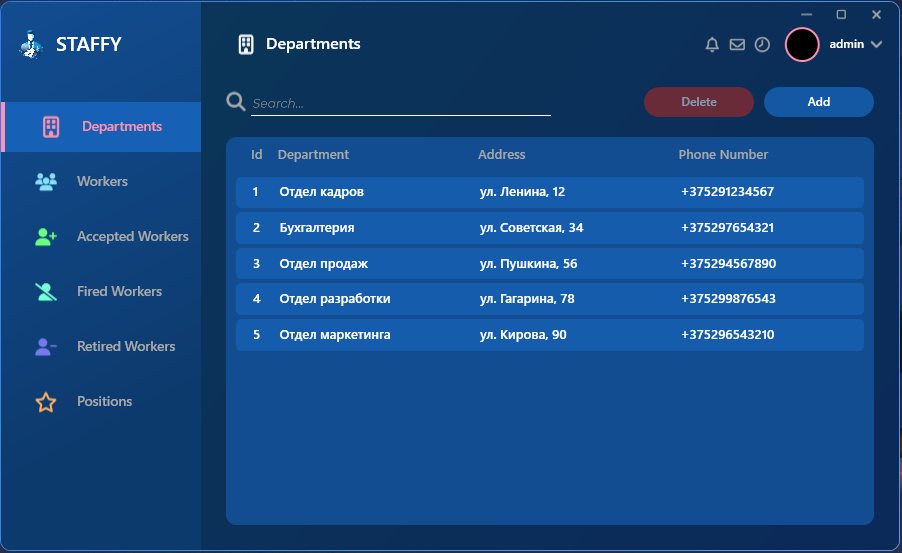 STAFFY
Departments
admin
Search...
Delete
Add
Departments
Workers
Accepted Workers
Fired Workers
Retired Workers
Positions
Id Department Address Phone Number
1 Отдел кадров ул. Ленина, 12 +375291234567
2 Бухгалтерия ул. Советская, 34 +375297654321
3 Отдел продаж ул. Пушкина, 56 +375294567890
4 Отдел разработки ул. Гагарина, 78 +375299876543
5 Отдел маркетинга ул. Кирова, 90 +375296543210